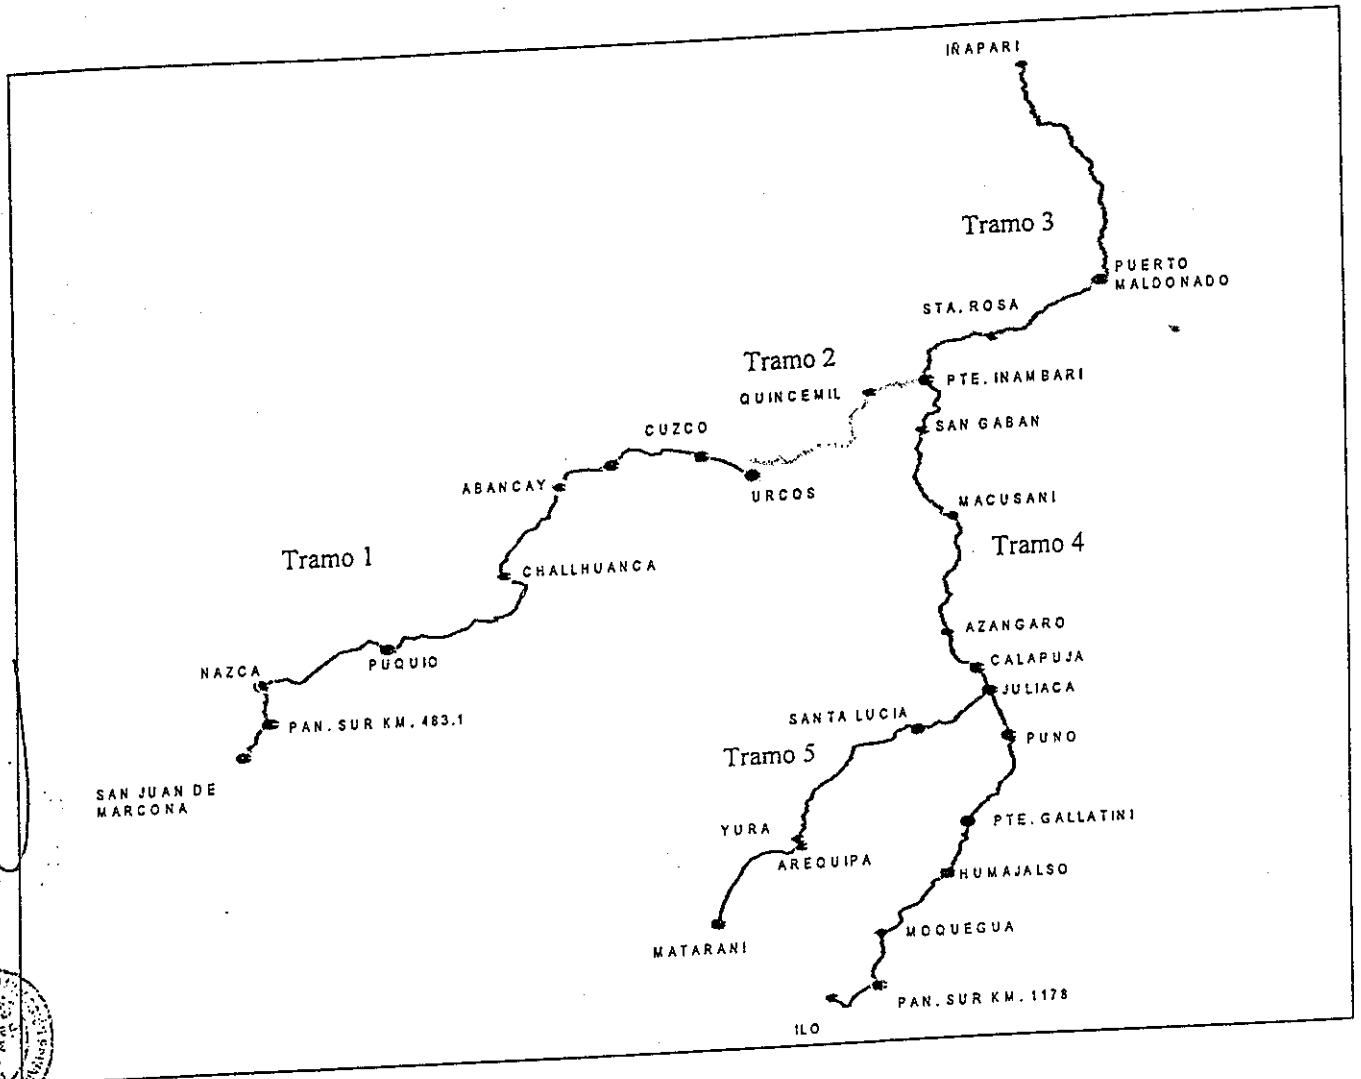 IÑAPARI
Tramo 3
PUERTO
MALDONADO
STA. ROSA
Tramo 2
QUINCEMIL
PTE. INAMBARI
SAN GABAN
CUZCO
ABANCAY
URCOS
MACUSANI
Tramo 4
Tramo 1
CHALLHUANCA
AZANGARO
CALAPUJA
PUQUIO
NAZCA
JULIACA
PAN. SUR KM. 483.1
SANTA LUCIA
PUNO
Tramo 5
SAN JUAN DE
MARCONA
PTE. GALLATINI
YURA
AREQUIPA
HUMAJALSO
MOQUEGUA
MATARANI
PAN. SUR KM. 1178
ILO